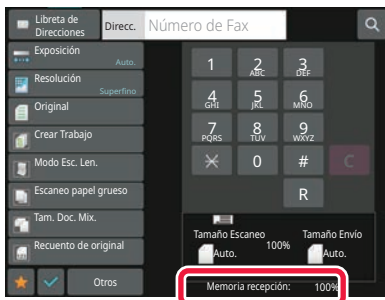 Libreta de
Direcciones
Direcc.
Número de Fax
Exposición
Auto.
Resolución
Superfino
Original
Crear Trabajo
Modo Esc. Len.
Escaneo papel
grueso
Tam. Doc. Mix.
Recuento de
original
Otros
1
2
ABC
3
DEF
4
GHI
5
JKL
6
MNO
7
PQRS
8
TUV
9
WXYZ
0
#
C
R
Tamaño Escaneo
Tamaño Envío
100%
Auto.
Auto.
Memoria recepción: 100%